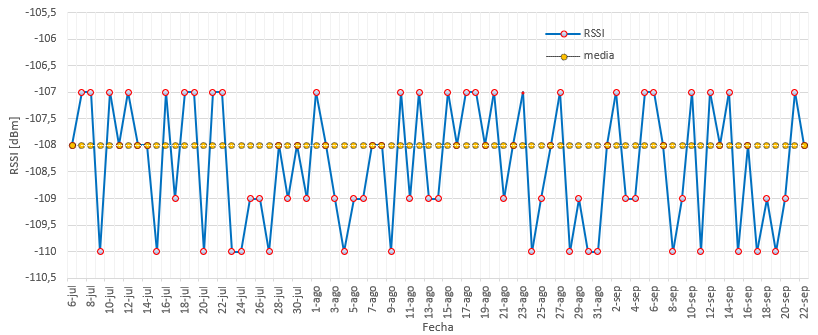 -105,5
-106
-106,5
-107
-107,5
-108
-108,5
-109
-109,5
-110
-110,5
RSSI [dBm]
RSSI
media
6-jul
8-jul
10-jul
12-jul
14-jul
16-jul
18-jul
20-jul
22-jul
24-jul
26-jul
28-jul
30-jul
1-ago
3-ago
5-ago
7-ago
9-ago
11-ago
13-ago
15-ago
17-ago
19-ago
21-ago
23-ago
25-ago
27-ago
29-ago
31-ago
2-sep
4-sep
6-sep
8-sep
10-sep
12-sep
14-sep
16-sep
18-sep
20-sep
22-sep
Fecha